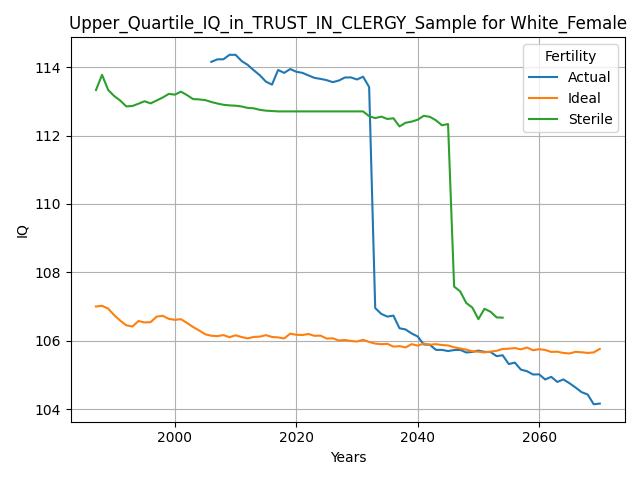 Upper_Quartile_IQ_in_TRUST_IN_CLERGY_Sample for White_Female
Fertility
Actual
Ideal
Sterile
IQ
114
112
110
108
106
104
2000 2020 2040 2060
Years